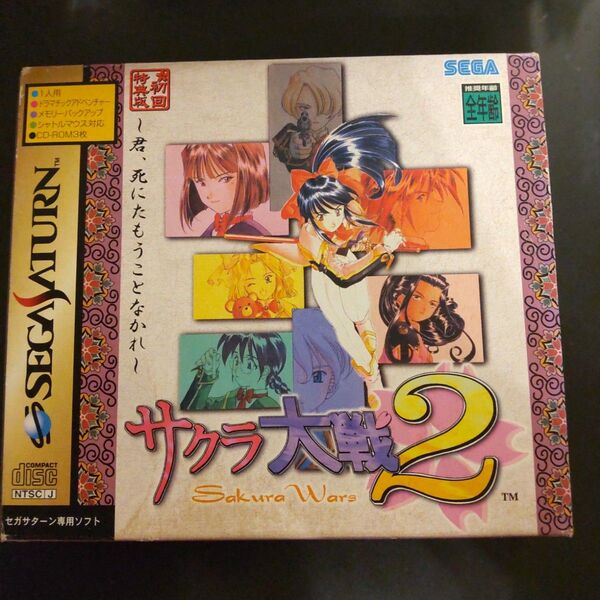 ●1人用
●ドラマチックアドベンチャー
●メモリーバックアップ
●シャトルマウス対応
●CD-ROM3枚
SEGA SATURN™
COMPACT
disc
NTSC J
セガサターン専用ソフト
初回
特典版
～君、死にたもうことなかれ～
SEGA
推奨年齢
全年齢
サクラ大戦2
Sakura Wars
TM